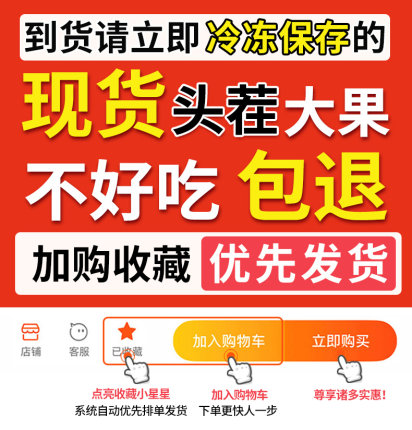 到货请立即 冷冻保存的
现货头茬大果
不好吃 包退
加购收藏 优先发货
店铺 客服 已收藏 加入购物车 立即购买
点亮收藏小星星 加入购物车 尊享诸多实惠!
系统自动优先排单发货 下单更快人一步